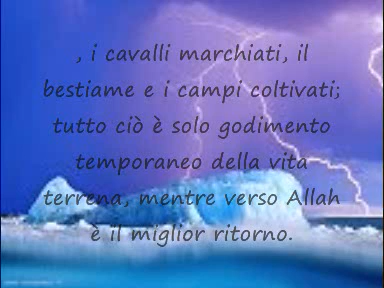 , i cavalli marchiati, il
bestiame e i campi coltivati;
tutto ciò è solo godimento
temporaneo della vita
terrena, mentre verso Allah
è il miglior ritorno.